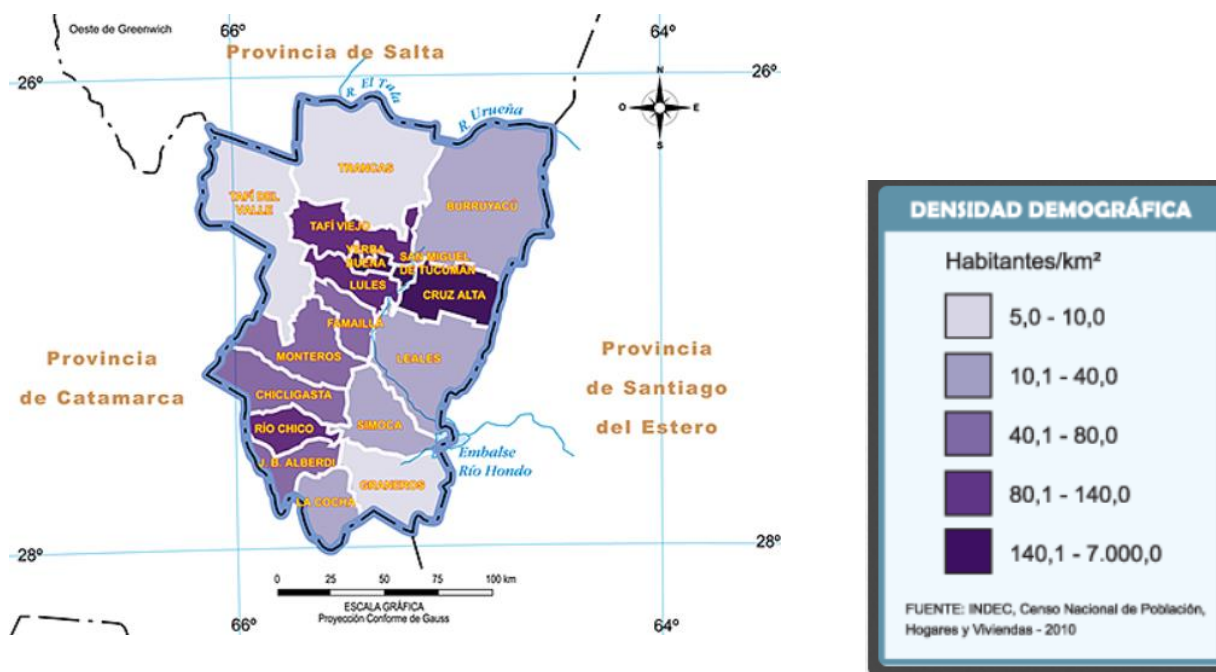 Oeste de Greenwich
66º
64º
Provincia de Salta
26º
26º
R. El Tala
R. Urueña
N
O
E
S
TRANCAS
TAFÍ DEL
VALLE
BURRUYACÚ
TAFÍ VIEJO
YERBA
BUENA
SAN MIGUEL
DE TUCUMÁN
LULES
CRUZ ALTA
FAMAILLA
Provincia
de Catamarca
MONTEROS
LEALES
Provincia
de Santiago
del Estero
CHICLIGASTA
RÍO CHICO
SIMOCA
Embalse
Río Hondo
J. B. ALBERDI
GRANEROS
LA COCHA
28º
28º
0 25 50 75 100 km
ESCALA GRÁFICA
Proyección Conforme de Gauss
66º
64º
DENSIDAD DEMOGRÁFICA
Habitantes/km²
5,0 - 10,0
10,1 - 40,0
40,1 - 80,0
80,1 - 140,0
140,1 - 7.000,0
FUENTE: INDEC, Censo Nacional de Población,
Hogares y Viviendas - 2010